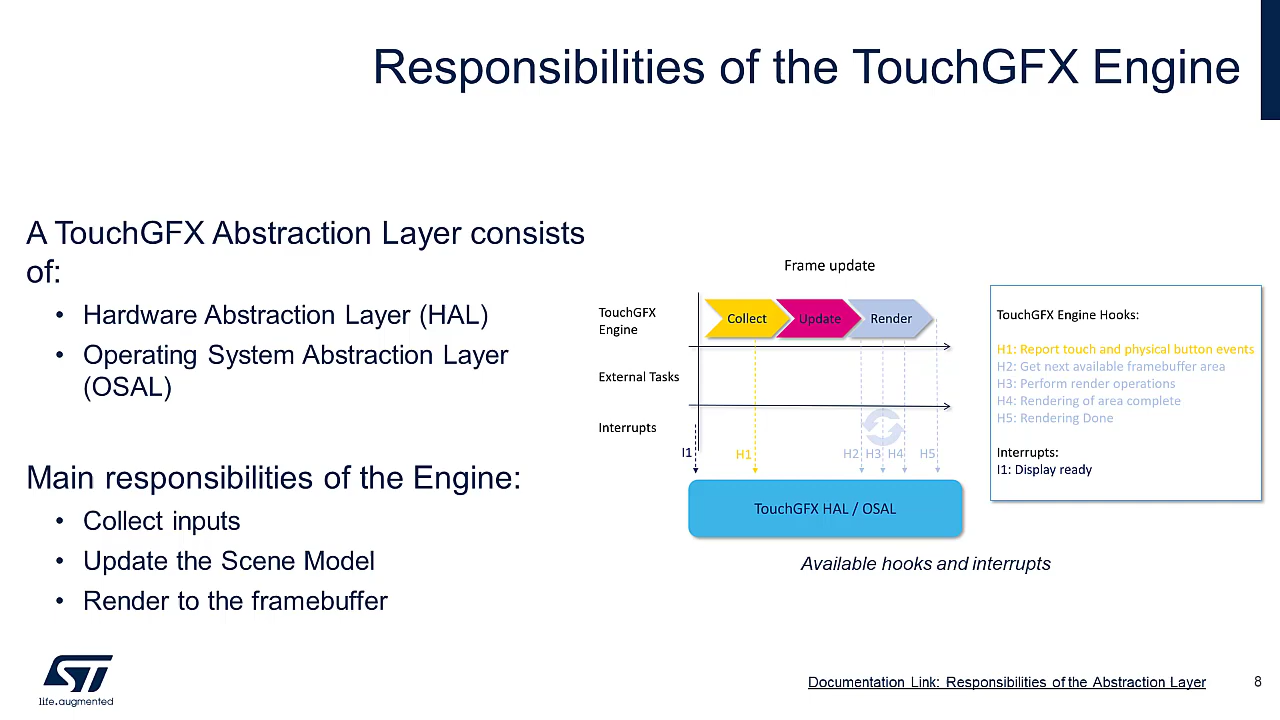 Responsibilities of the TouchGFX Engine
A TouchGFX Abstraction Layer consists
of:
• Hardware Abstraction Layer (HAL)
• Operating System Abstraction Layer
(OSAL)
Main responsibilities of the Engine:
• Collect inputs
• Update the Scene Model
• Render to the framebuffer
Frame update
TouchGFX
Engine
Collect
Update
Render
External Tasks
Interrupts
I1
H1
H2
H3
H4
H5
TouchGFX HAL / OSAL
TouchGFX Engine Hooks:
H1: Report touch and physical button events
H2: Get next available framebuffer area
H3: Perform render operations
H4: Rendering of area complete
H5: Rendering Done
Interrupts:
I1: Display ready
Available hooks and interrupts
ST
life.augmented
Documentation Link: Responsibilities of the Abstraction Layer
8